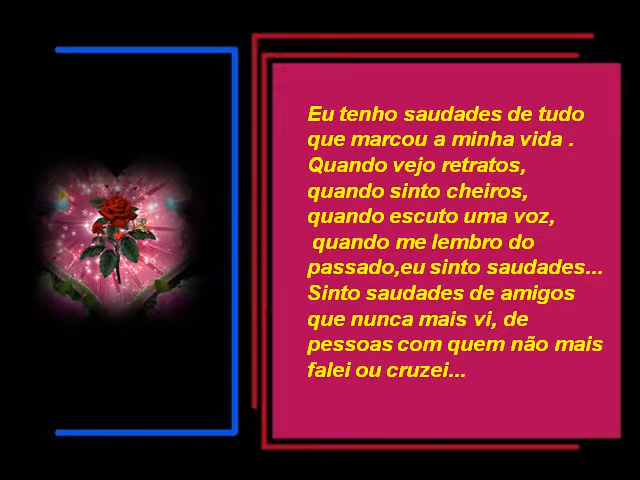 Eu tenho saudades de tudo
que marcou a minha vida .
Quando vejo retratos,
quando sinto cheiros,
quando escuto uma voz,
quando me lembro do
passado,eu sinto saudades...
Sinto saudades de amigos
que nunca mais vi, de
pessoas com quem não mais
falei ou cruzei...